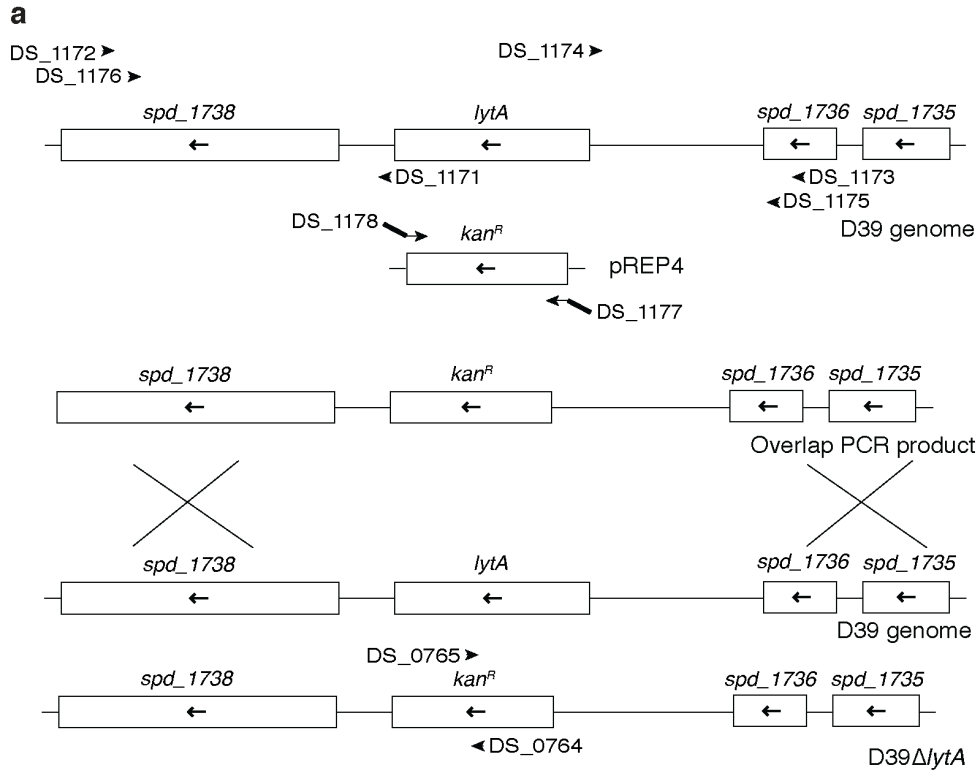 a
DS_1172
DS_1174
DS_1176
spd_1738
lytA
spd_1736
spd_1735
DS_1171
DS_1173
DS_1175
DS_1178
D39 genome
kanᴿ
pREP4
DS_1177
spd_1738
kanᴿ
spd_1736
spd_1735
Overlap PCR product
spd_1738
lytA
spd_1736
spd_1735
D39 genome
DS_0765
spd_1738
kanᴿ
spd_1736
spd_1735
DS_0764
D39ΔlytA